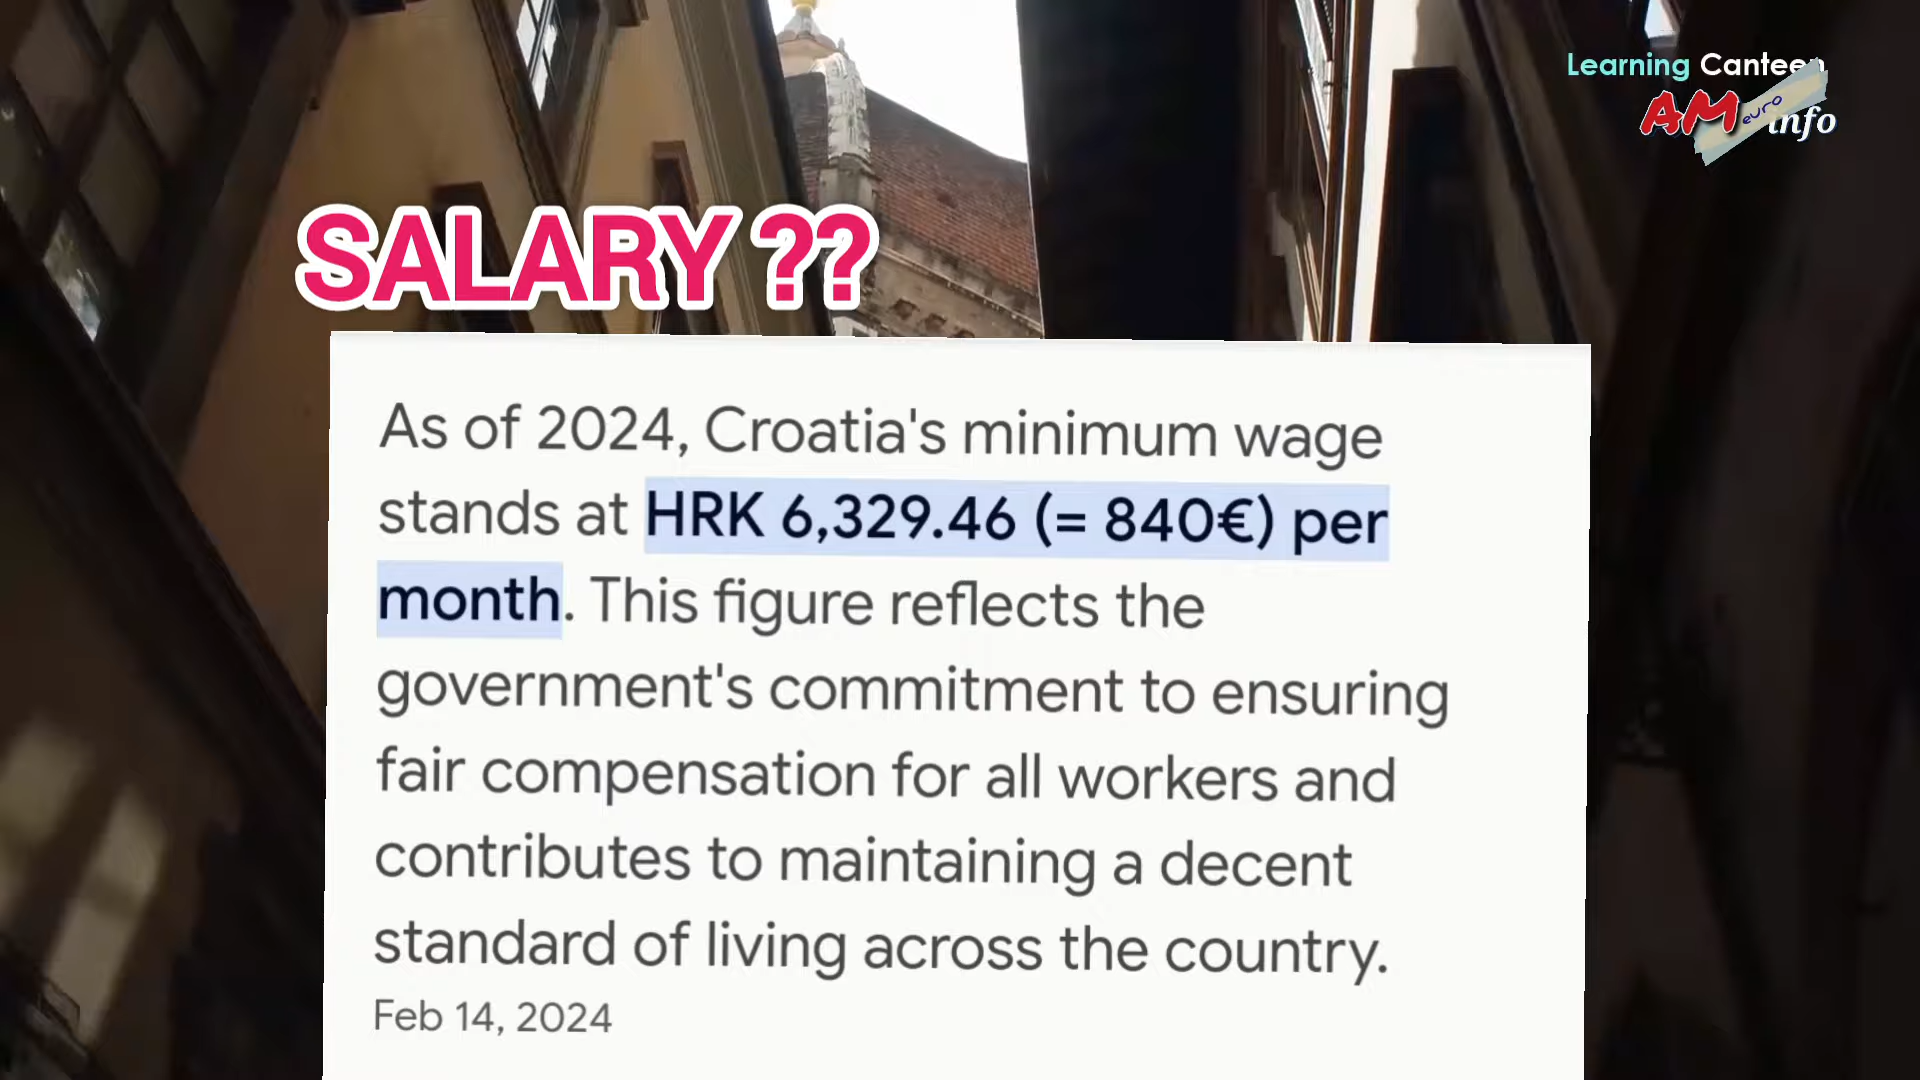 Learning Canteen
AM euro info
SALARY ??
As of 2024, Croatia's minimum wage
stands at HRK 6,329.46 (= 840€) per
month. This figure reflects the
government's commitment to ensuring
fair compensation for all workers and
contributes to maintaining a decent
standard of living across the country.
Feb 14, 2024